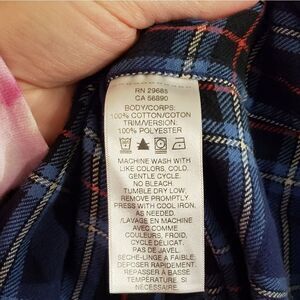 RN 29685
CA 56890
BODY/CORPS:
100% COTTON/COTON
TRIM/VERSION:
100% POLYESTER
MACHINE WASH WITH
LIKE COLORS, COLD,
GENTLE CYCLE.
NO BLEACH.
TUMBLE DRY LOW.
REMOVE PROMPTLY.
PRESS WITH COOL IRON,
AS NEEDED.
/LAVAGE EN MACHINE
AVEC COMME
COULEURS, FROID,
CYCLE DELICAT.
PAS DE JAVEL.
SÉCHE-LINGE A FAIBLE.
DEPOSER RAPIDEMENT.
REPASSER À BASSE
TEMPERATURE SI
NÉCESSAIRE.